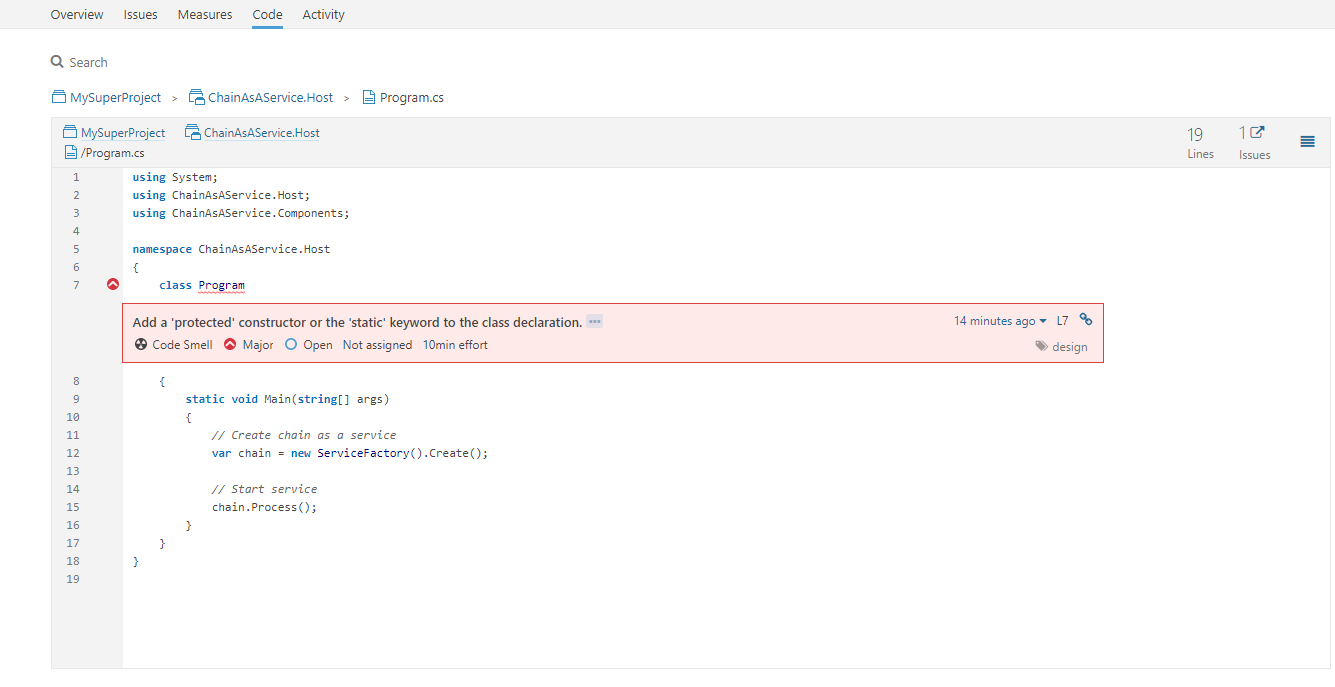 Overview Issues Measures Code Activity
Search
MySuperProject > ChainAsAService.Host > Program.cs
MySuperProject ChainAsAService.Host
/Program.cs
19 Lines
1 Issues
1 using System;
2 using ChainAsAService.Host;
3 using ChainAsAService.Components;
4
5 namespace ChainAsAService.Host
6 {
7 class Program
Add a 'protected' constructor or the 'static' keyword to the class declaration. ••• 14 minutes ago L7
Code Smell Major Open Not assigned 10min effort design
8 {
9 static void Main(string[] args)
10 {
11 // Create chain as a service
12 var chain = new ServiceFactory().Create();
13
14 // Start service
15 chain.Process();
16 }
17 }
18 }
19